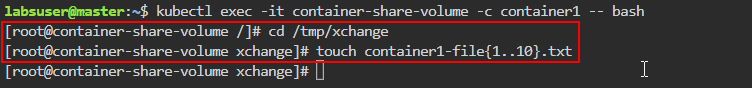 labsuser@master:~$ kubectl exec -it container-share-volume -c container1 -- bash
[root@container-share-volume /]# cd /tmp/xchange
[root@container-share-volume xchange]# touch container1-file{1..10}.txt
[root@container-share-volume xchange]#